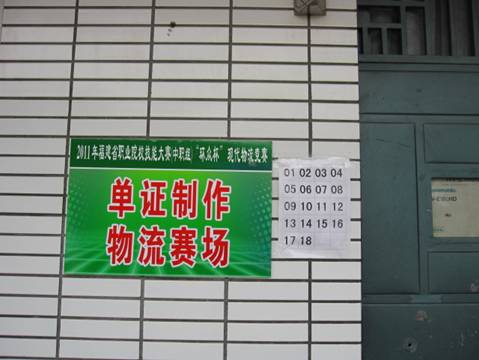 2011年福建省职业院校技能大赛(中职组)“环众杯”现代物流竞赛
单证制作
物流赛场
01 02 03 04
05 06 07 08
09 10 11 12
13 14 15 16
17 18